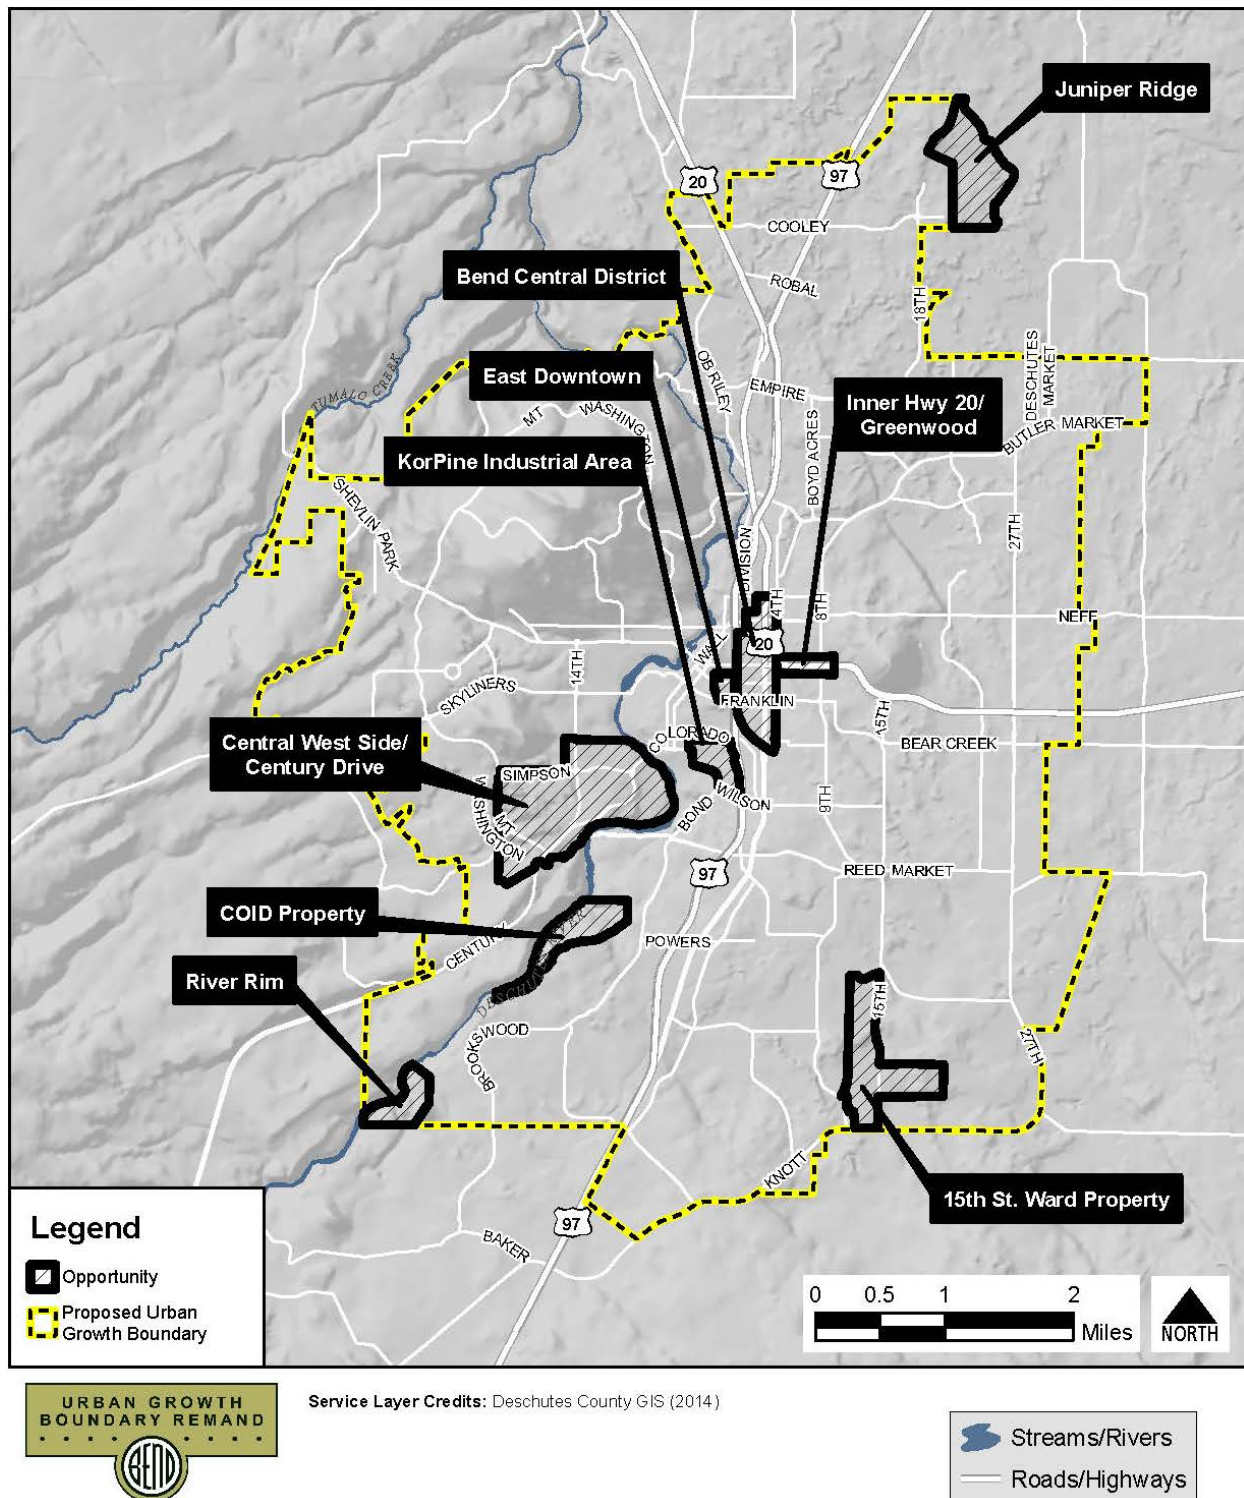 Juniper Ridge
20
97
COOLEY
Bend Central District
ROBAL
18TH
DESCHUTES
MARKET
OB RILEY
East Downtown
EMPIRE
Inner Hwy 20/
Greenwood
TUMALO CREEK
MT
WASHINGTON
BOYD ACRES
BUTLER MARKET
KorPine Industrial Area
SHEVLIN PARK
27TH
DIVISION
4TH
8TH
NEFF
20
WALL
14TH
SKYLINERS
FRANKLIN
15TH
COLORADO
BEAR CREEK
Central West Side/
Century Drive
SIMPSON
MT
WASHINGTON
WILSON
BOND
9TH
97
REED MARKET
COID Property
CENTURY
POWERS
River Rim
DESCHUTES RIVER
15TH
BROOKSWOOD
27TH
KNOTT
15th St. Ward Property
97
BAKER
Legend
Opportunity
Proposed Urban
Growth Boundary
0 0.5 1 2
Miles
NORTH
URBAN GROWTH
BOUNDARY REMAND
BEND
Service Layer Credits: Deschutes County GIS (2014)
Streams/Rivers
Roads/Highways